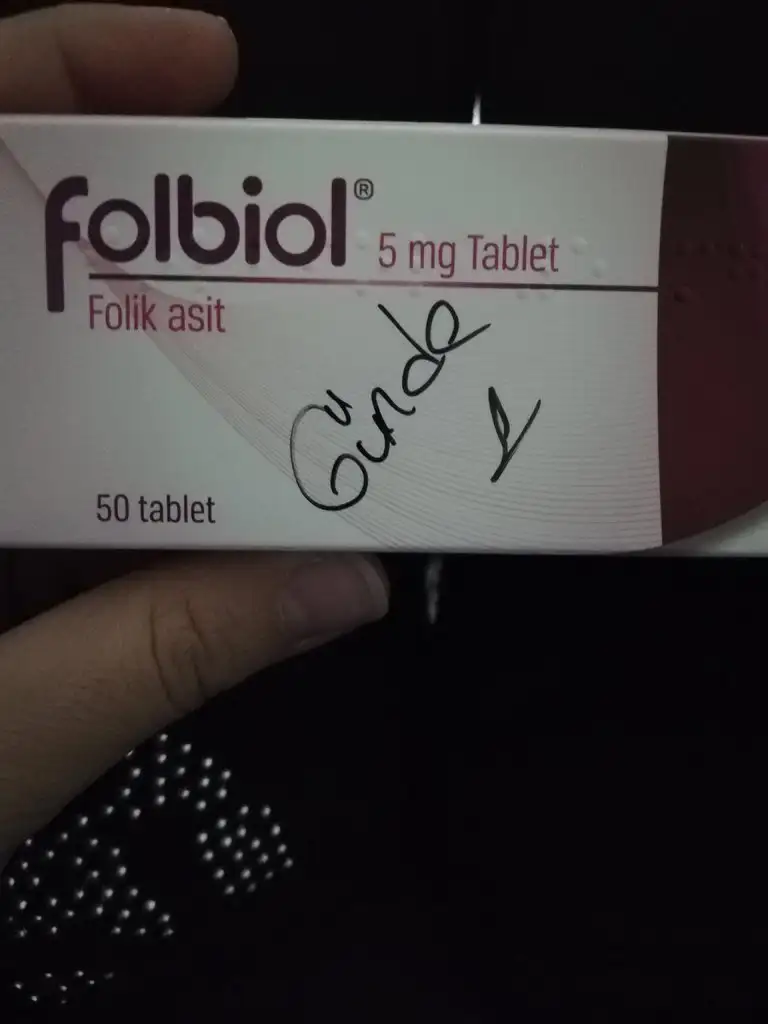 folbiol® 5 mg Tablet
Folik asit
Günde
1
50 tablet